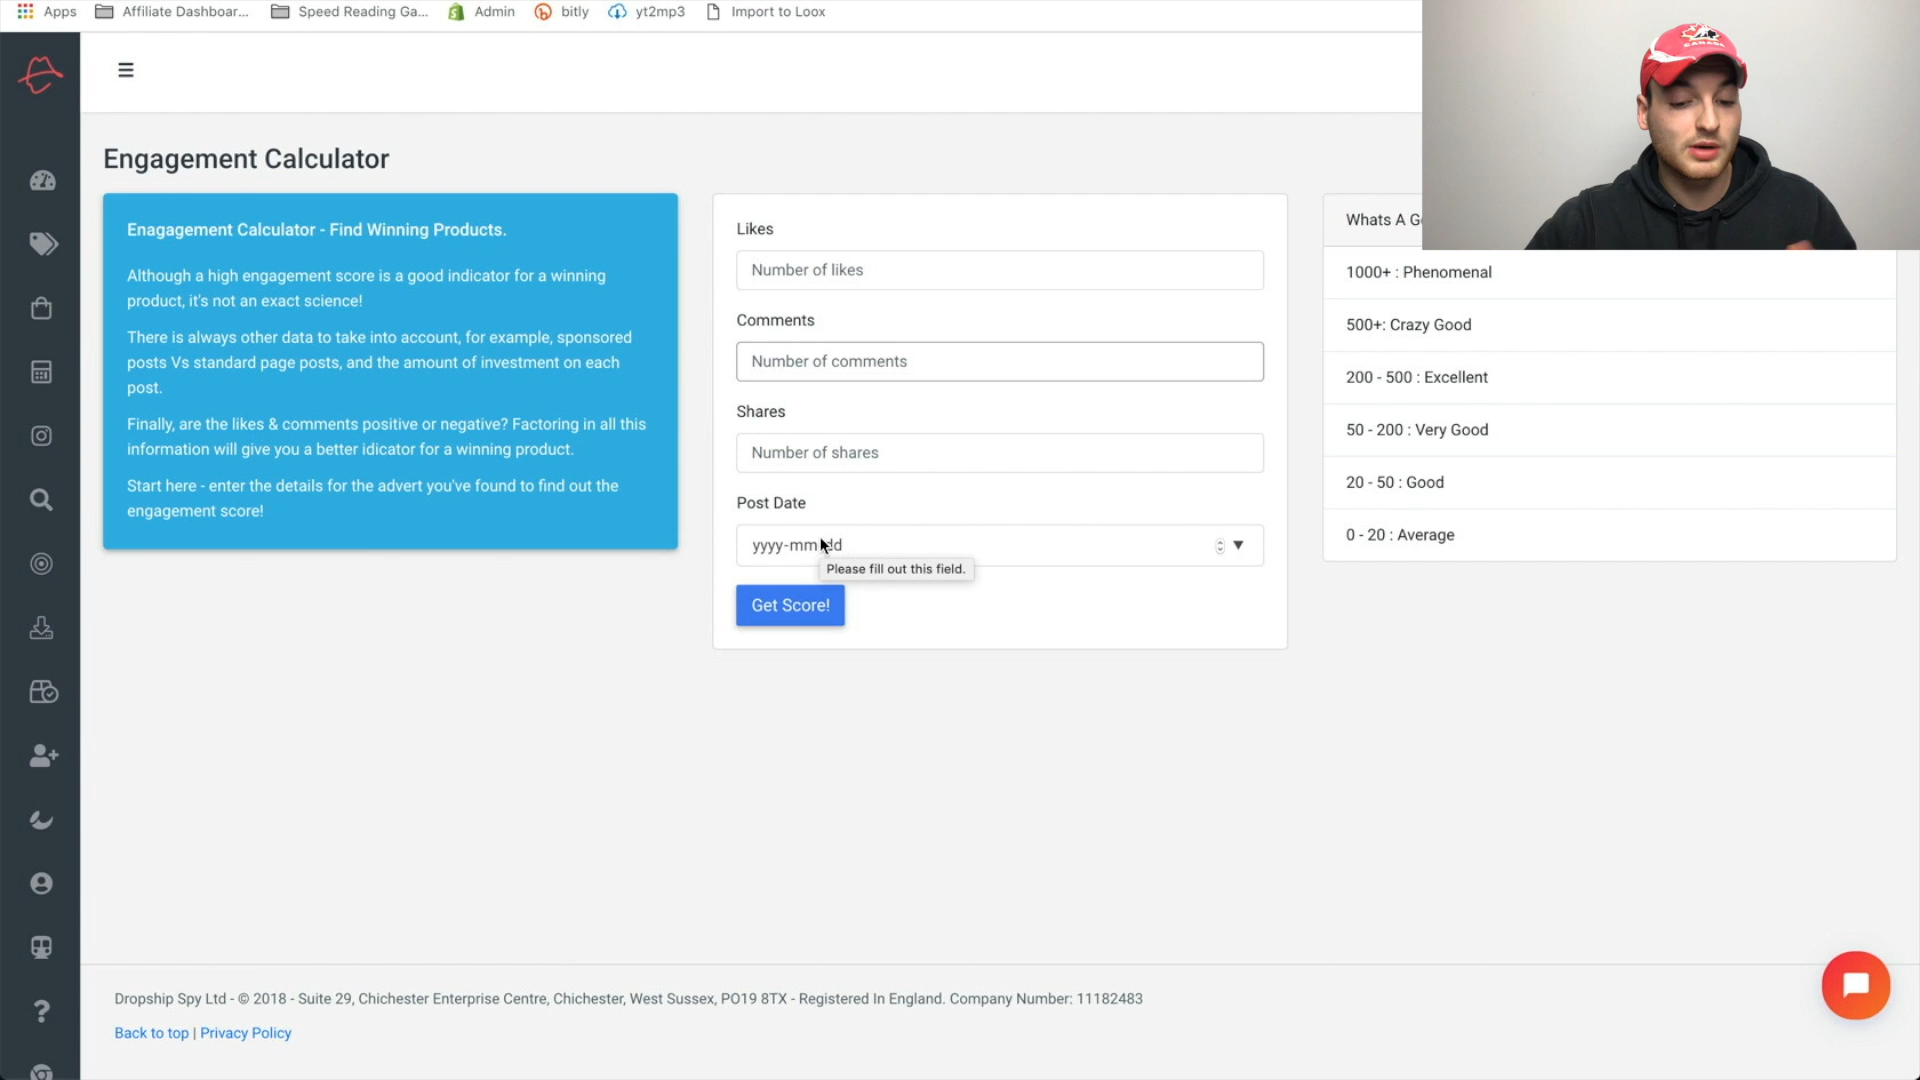 Apps
Affiliate Dashboar...
Speed Reading Ga...
Admin
bitly
yt2mp3
Import to Loox
CANADA
Engagement Calculator
Enagagement Calculator - Find Winning Products.
Although a high engagement score is a good indicator for a winning
product, it's not an exact science!
There is always other data to take into account, for example, sponsored
posts Vs standard page posts, and the amount of investment on each
post.
Finally, are the likes & comments positive or negative? Factoring in all this
information will give you a better idicator for a winning product.
Start here - enter the details for the advert you've found to find out the
engagement score!
Likes
Number of likes
Comments
Number of comments
Shares
Number of shares
Post Date
yyyy-mm-dd
Please fill out this field.
Get Score!
Whats A G
1000+ : Phenomenal
500+: Crazy Good
200 - 500 : Excellent
50 - 200 : Very Good
20 - 50 : Good
0 - 20 : Average
Dropship Spy Ltd - © 2018 - Suite 29, Chichester Enterprise Centre, Chichester, West Sussex, PO19 8TX - Registered In England. Company Number: 11182483
Back to top | Privacy Policy